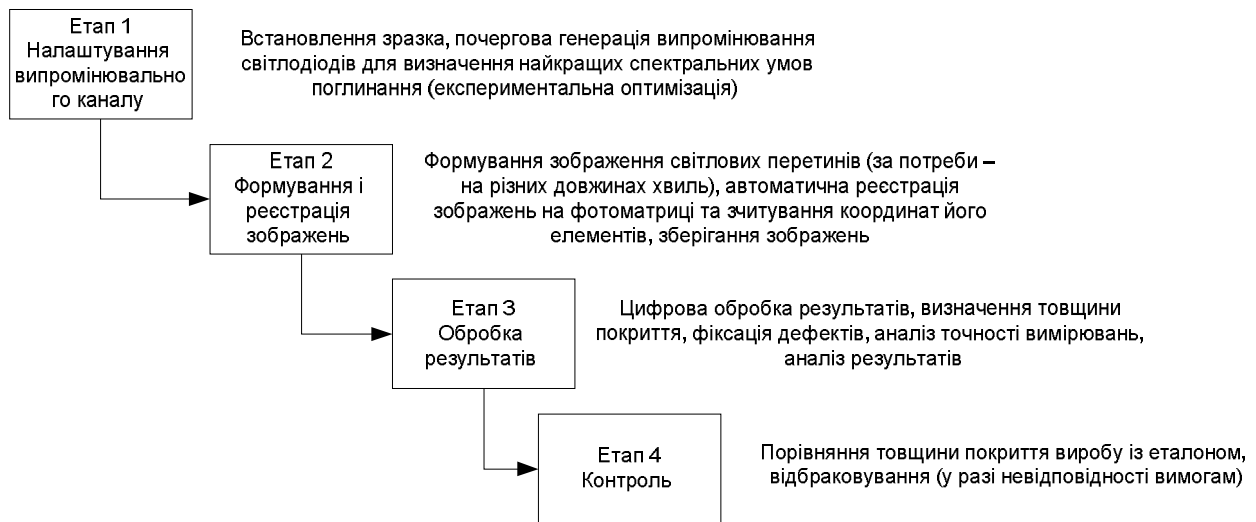 Етап 1
Налаштування
випромінювально
го каналу
Встановлення зразка, почергова генерація випромінювання
світлодіодів для визначення найкращих спектральних умов
поглинання (експериментальна оптимізація)
Етап 2
Формування і
реєстрація
зображень
Формування зображення світлових перетинів (за потреби –
на різних довжинах хвиль), автоматична реєстрація
зображень на фотоматриці та зчитування координат його
елементів, зберігання зображень
Етап 3
Обробка
результатів
Цифрова обробка результатів, визначення товщини
покриття, фіксація дефектів, аналіз точності вимірювань,
аналіз результатів
Етап 4
Контроль
Порівняння товщини покриття виробу із еталоном,
відбраковування (у разі невідповідності вимогам)